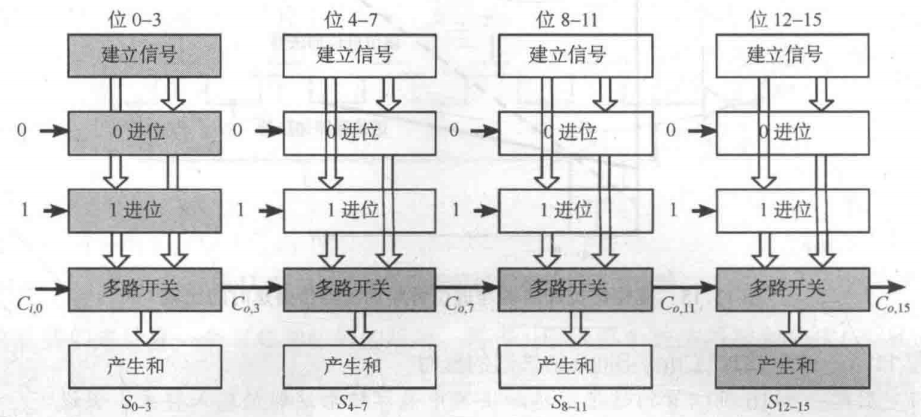 位 0–3 位 4–7 位 8–11 位 12–15
建立信号 建立信号 建立信号 建立信号
0 0 进位 0 0 进位 0 0 进位 0 0 进位
1 1 进位 1 1 进位 1 1 进位 1 1 进位
多路开关 多路开关 多路开关 多路开关
C_{i,0} C_{o,3} C_{o,7} C_{o,11} C_{o,15}
产生和 产生和 产生和 产生和
S_{0–3} S_{4–7} S_{8–11} S_{12–15}